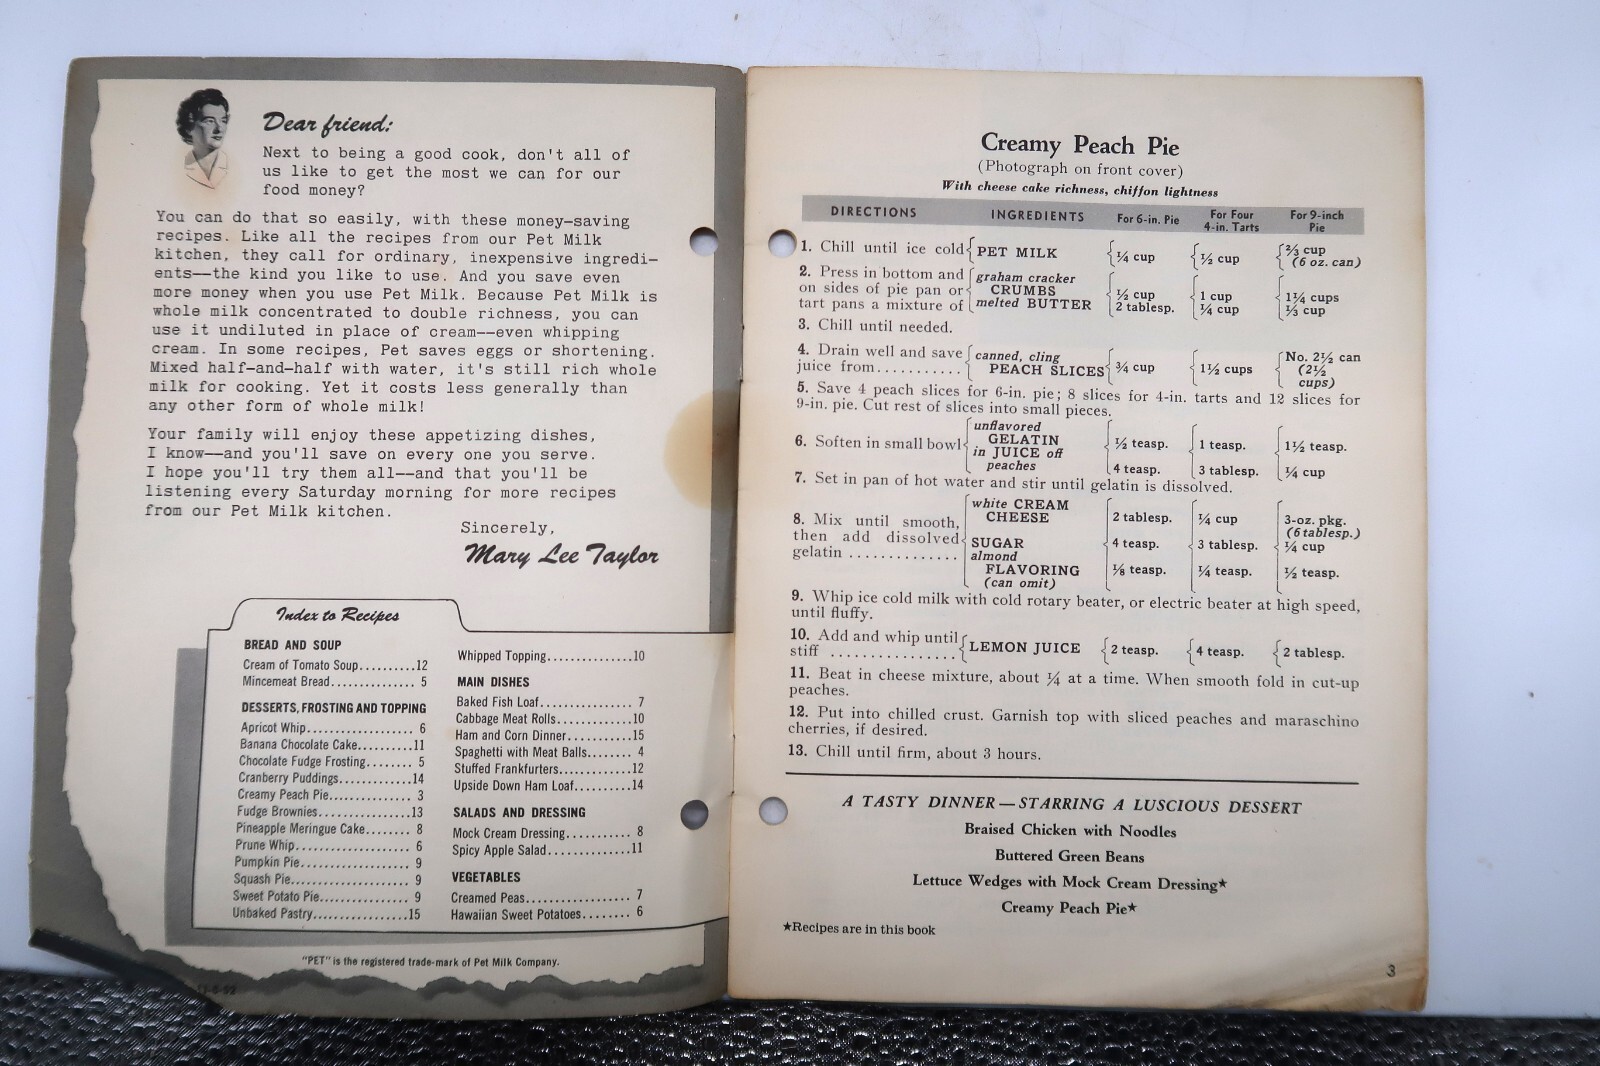 Dear friend:
Next to being a good cook, don't all of
us like to get the most we can for our
food money?
You can do that so easily, with these money-saving
recipes. Like all the recipes from our Pet Milk
kitchen, they call for ordinary, inexpensive ingredi-
ents--the kind you like to use. And you save even
more money when you use Pet Milk. Because Pet Milk is
whole milk concentrated to double richness, you can
use it undiluted in place of cream--even whipping
cream. In some recipes, Pet saves eggs or shortening.
Mixed half-and-half with water, it's still rich whole
milk for cooking. Yet it costs less generally than
any other form of whole milk!
Your family will enjoy these appetizing dishes,
I know--and you'll save on every one you serve.
I hope you'll try them all--and that you'll be
listening every Saturday morning for more recipes
from our Pet Milk kitchen.
Sincerely,
Mary Lee Taylor
Index to Recipes
BREAD AND SOUP
Cream of Tomato Soup..........12
Mincemeat Bread............... 5
DESSERTS, FROSTING AND TOPPING
Apricot Whip..................... 6
Banana Chocolate Cake..........11
Chocolate Fudge Frosting........ 5
Cranberry Puddings.............14
Creamy Peach Pie................ 3
Fudge Brownies.................13
Pineapple Meringue Cake........ 8
Prune Whip..................... 6
Pumpkin Pie.................... 9
Squash Pie...................... 9
Sweet Potato Pie................ 9
Unbaked Pastry.................15
Whipped Topping...............10
MAIN DISHES
Baked Fish Loaf................ 7
Cabbage Meat Rolls.............10
Ham and Corn Dinner............15
Spaghetti with Meat Balls........ 4
Stuffed Frankfurters............12
Upside Down Ham Loaf..........14
SALADS AND DRESSING
Mock Cream Dressing........... 8
Spicy Apple Salad..............11
VEGETABLES
Creamed Peas.................. 7
Hawaiian Sweet Potatoes........ 6
"PET" is the registered trade-mark of Pet Milk Company.
Creamy Peach Pie
(Photograph on front cover)
With cheese cake richness, chiffon lightness
DIRECTIONS INGREDIENTS For 6-in. Pie For Four 4-in. Tarts For 9-inch Pie
1. Chill until ice cold PET MILK ¼ cup ½ cup ⅔ cup
(6 oz. can)
2. Press in bottom and graham cracker
on sides of pie pan or CRUMBS ½ cup 1 cup 1¼ cups
tart pans a mixture of melted BUTTER 2 tablesp. ¼ cup ⅓ cup
3. Chill until needed.
4. Drain well and save canned, cling No. 2½ can
juice from........... PEACH SLICES ¾ cup 1½ cups (2½
cups)
5. Save 4 peach slices for 6-in. pie; 8 slices for 4-in. tarts and 12 slices for
9-in. pie. Cut rest of slices into small pieces.
unflavored
6. Soften in small bowl GELATIN ½ teasp. 1 teasp. 1½ teasp.
in JUICE off
peaches 4 teasp. 3 tablesp. ¼ cup
7. Set in pan of hot water and stir until gelatin is dissolved.
white CREAM
8. Mix until smooth, CHEESE 2 tablesp. ¼ cup 3-oz. pkg.
(6 tablesp.)
then add dissolved SUGAR 4 teasp. 3 tablesp. ¼ cup
gelatin .............. almond
FLAVORING ⅛ teasp. ¼ teasp. ½ teasp.
(can omit)
9. Whip ice cold milk with cold rotary beater, or electric beater at high speed,
until fluffy.
10. Add and whip until
stiff ................ LEMON JUICE 2 teasp. 4 teasp. 2 tablesp.
11. Beat in cheese mixture, about ¼ at a time. When smooth fold in cut-up
peaches.
12. Put into chilled crust. Garnish top with sliced peaches and maraschino
cherries, if desired.
13. Chill until firm, about 3 hours.
A TASTY DINNER — STARRING A LUSCIOUS DESSERT
Braised Chicken with Noodles
Buttered Green Beans
Lettuce Wedges with Mock Cream Dressing★
Creamy Peach Pie★
★Recipes are in this book
3